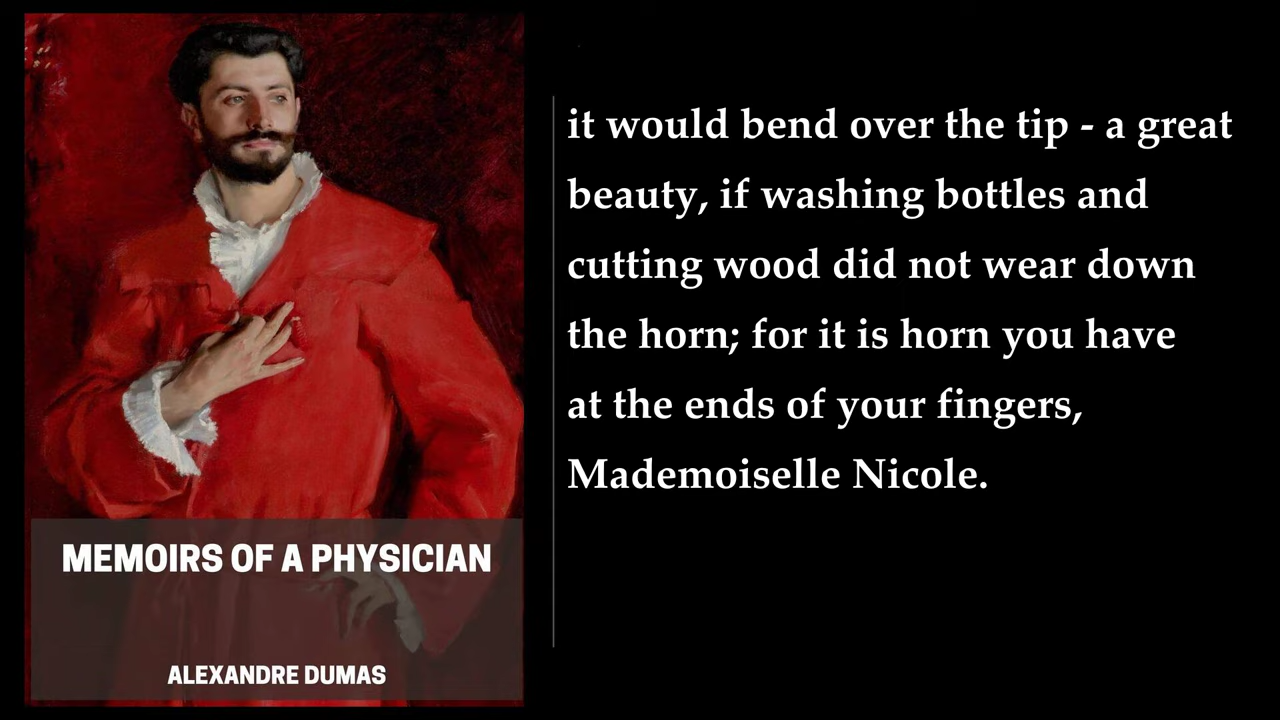 MEMOIRS OF A PHYSICIAN
ALEXANDRE DUMAS
it would bend over the tip - a great
beauty, if washing bottles and
cutting wood did not wear down
the horn; for it is horn you have
at the ends of your fingers,
Mademoiselle Nicole.